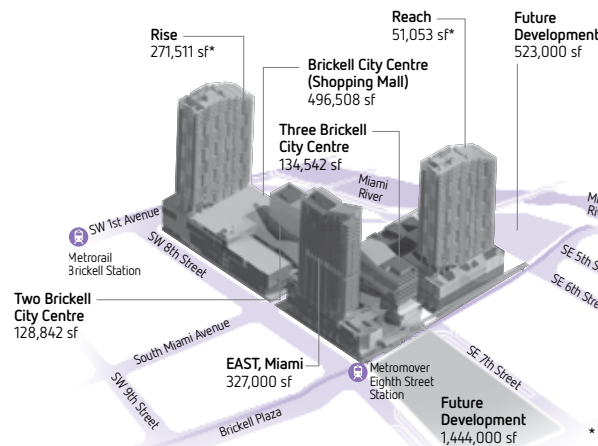 Rise
271,511 sf*
Reach
51,053 sf*
Future
Development
523,000 sf
Brickell City Centre
(Shopping Mall)
496,508 sf
Three Brickell
City Centre
134,542 sf
Miami
River
SW 1st Avenue
Metrorail
Brickell Station
SW 8th Street
SE 5th S
SE 6th Stre
Two Brickell
City Centre
128,842 sf
South Miami Avenue
SW 9th Street
EAST, Miami
327,000 sf
Metromover
Eighth Street
Station
SE 7th Street
Brickell Plaza
Future
Development
1,444,000 sf
*